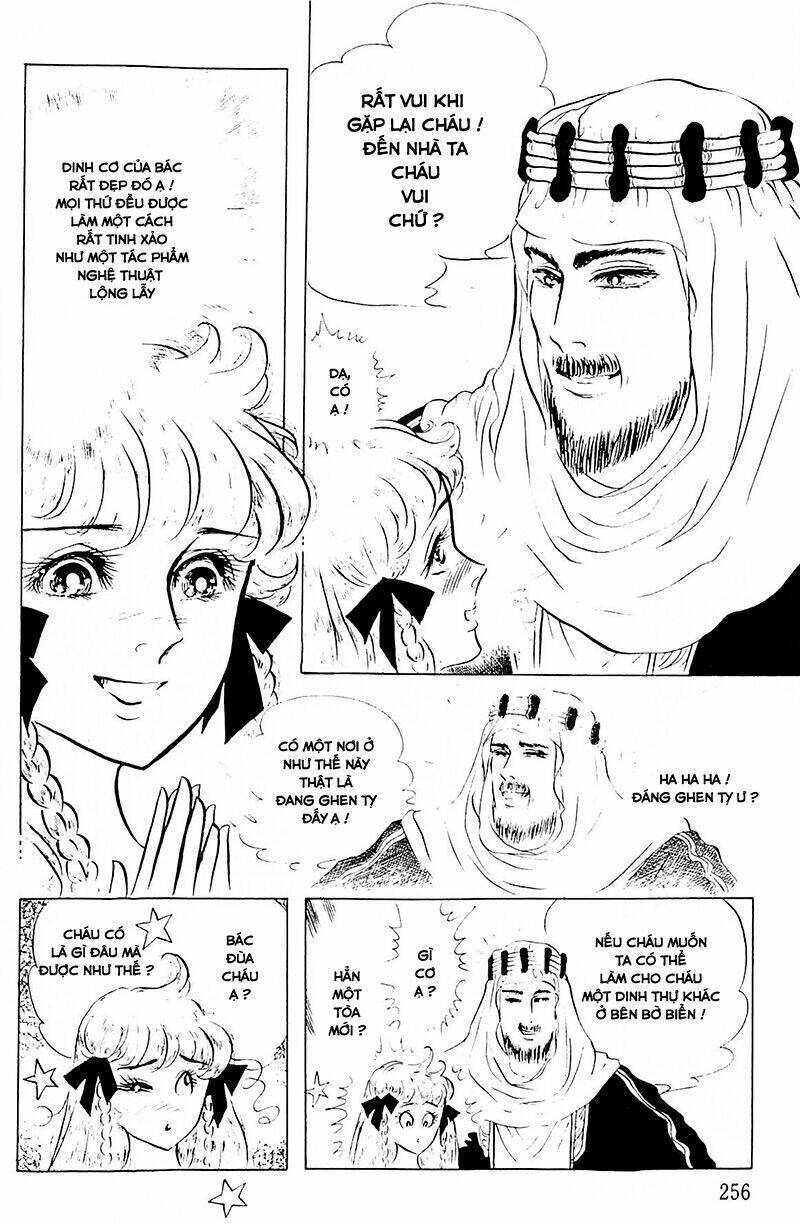 RẤT VUI KHI
GẶP LẠI CHÁU !
ĐẾN NHÀ TA
CHÁU
VUI
CHỨ ?
DẠ,
CÓ
Ạ !
DINH CƠ CỦA BÁC
RẤT ĐẸP ĐÓ Ạ !
MỌI THỨ ĐỀU ĐƯỢC
LÀM MỘT CÁCH
RẤT TINH XẢO
NHƯ MỘT TÁC PHẨM
NGHỆ THUẬT
LỘNG LẪY
CÓ MỘT NƠI Ở
NHƯ THẾ NÀY
THẬT LÀ
ĐANG GHEN TỴ
ĐẤY Ạ !
HA HA HA !
ĐÁNG GHEN TỴ Ư ?
NẾU CHÁU MUỐN
TA CÓ THỂ
LÀM CHO CHÁU
MỘT DINH THỰ KHÁC
Ở BÊN BỜ BIỂN !
GÌ
CƠ
Ạ ?
HẲN
MỘT
TÒA
MỚI ?
BÁC
ĐÙA
CHÁU
Ạ ?
CHÁU CÓ
LÀ GÌ ĐÂU MÀ
ĐƯỢC NHƯ THẾ ?
256